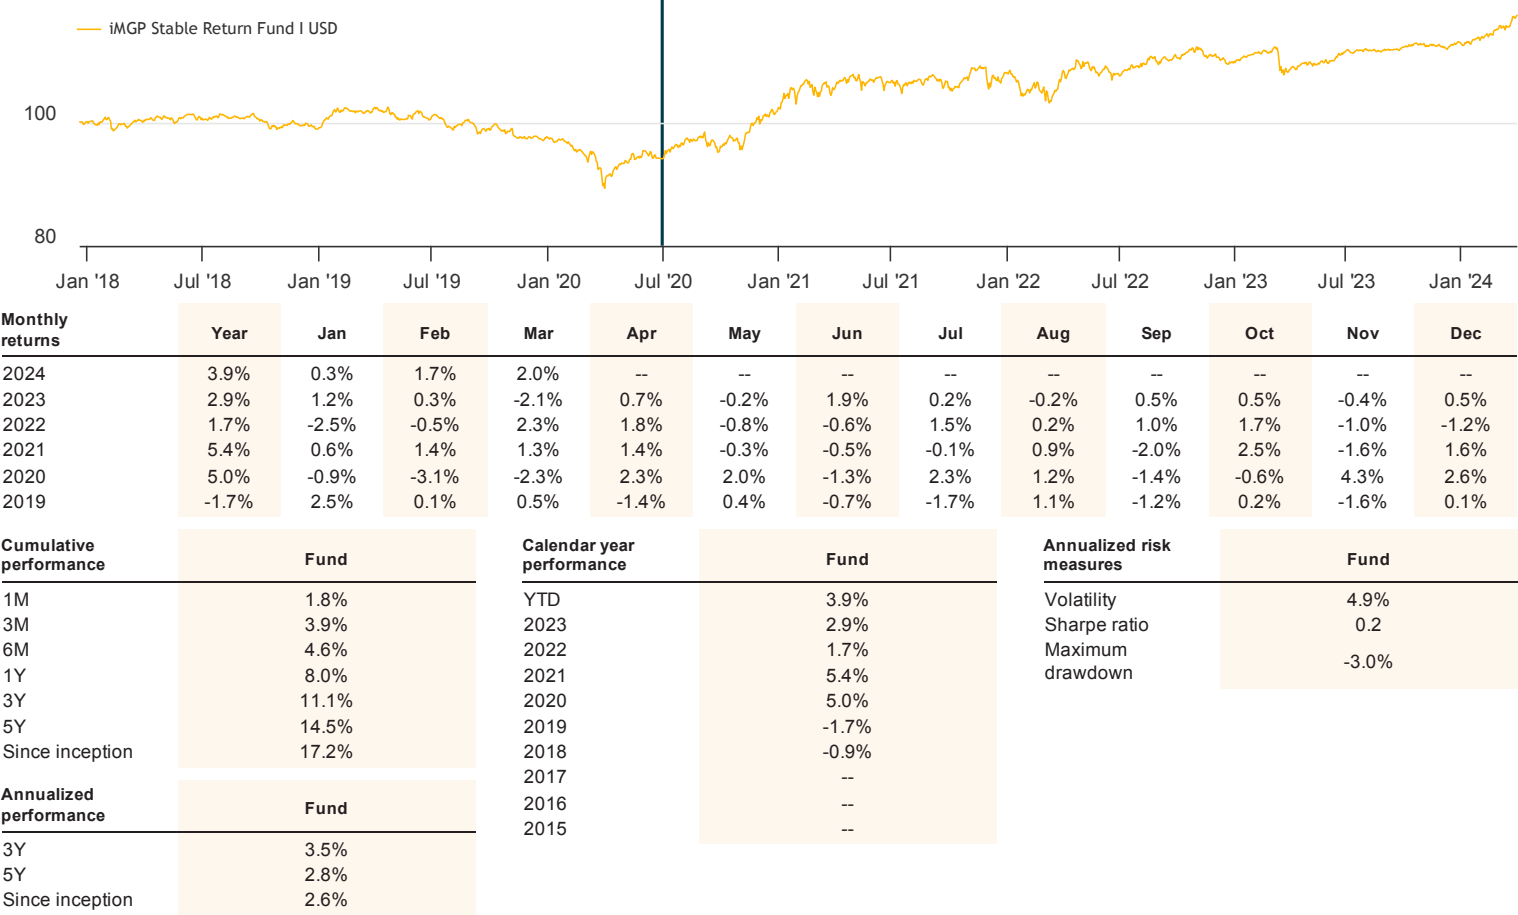 iMGP Stable Return Fund I USD
100
80
Jan '18 Jul '18 Jan '19 Jul '19 Jan '20 Jul '20 Jan '21 Jul '21 Jan '22 Jul '22 Jan '23 Jul '23 Jan '24
Monthly returns Year Jan Feb Mar Apr May Jun Jul Aug Sep Oct Nov Dec
2024 3.9% 0.3% 1.7% 2.0% -- -- -- -- -- -- -- -- --
2023 2.9% 1.2% 0.3% -2.1% 0.7% -0.2% 1.9% 0.2% -0.2% 0.5% 0.5% -0.4% 0.5%
2022 1.7% -2.5% -0.5% 2.3% 1.8% -0.8% -0.6% 1.5% 0.2% 1.0% 1.7% -1.0% -1.2%
2021 5.4% 0.6% 1.4% 1.3% 1.4% -0.3% -0.5% -0.1% 0.9% -2.0% 2.5% -1.6% 1.6%
2020 5.0% -0.9% -3.1% -2.3% 2.3% 2.0% -1.3% 2.3% 1.2% -1.4% -0.6% 4.3% 2.6%
2019 -1.7% 2.5% 0.1% 0.5% -1.4% 0.4% -0.7% -1.7% 1.1% -1.2% 0.2% -1.6% 0.1%
Cumulative
performance Fund
1M 1.8%
3M 3.9%
6M 4.6%
1Y 8.0%
3Y 11.1%
5Y 14.5%
Since inception 17.2%
Annualized
performance Fund
3Y 3.5%
5Y 2.8%
Since inception 2.6%
Calendar year
performance Fund
YTD 3.9%
2023 2.9%
2022 1.7%
2021 5.4%
2020 5.0%
2019 -1.7%
2018 -0.9%
2017 --
2016 --
2015 --
Annualized risk
measures Fund
Volatility 4.9%
Sharpe ratio 0.2
Maximum
drawdown -3.0%